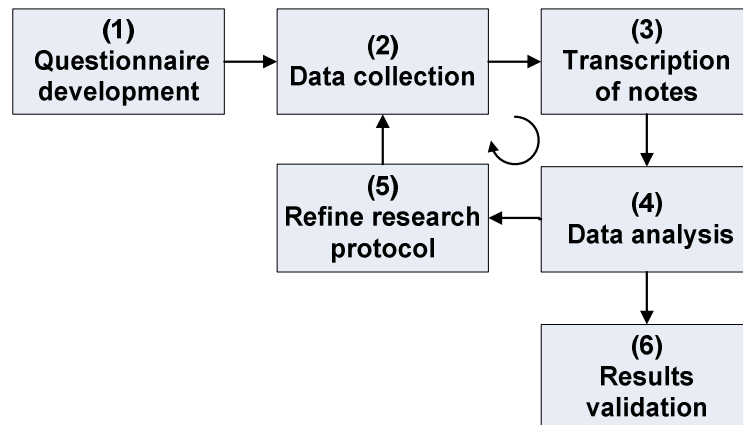 (1)
Questionnaire
development
(2)
Data collection
(3)
Transcription
of notes
(4)
Data analysis
(5)
Refine research
protocol
(6)
Results
validation